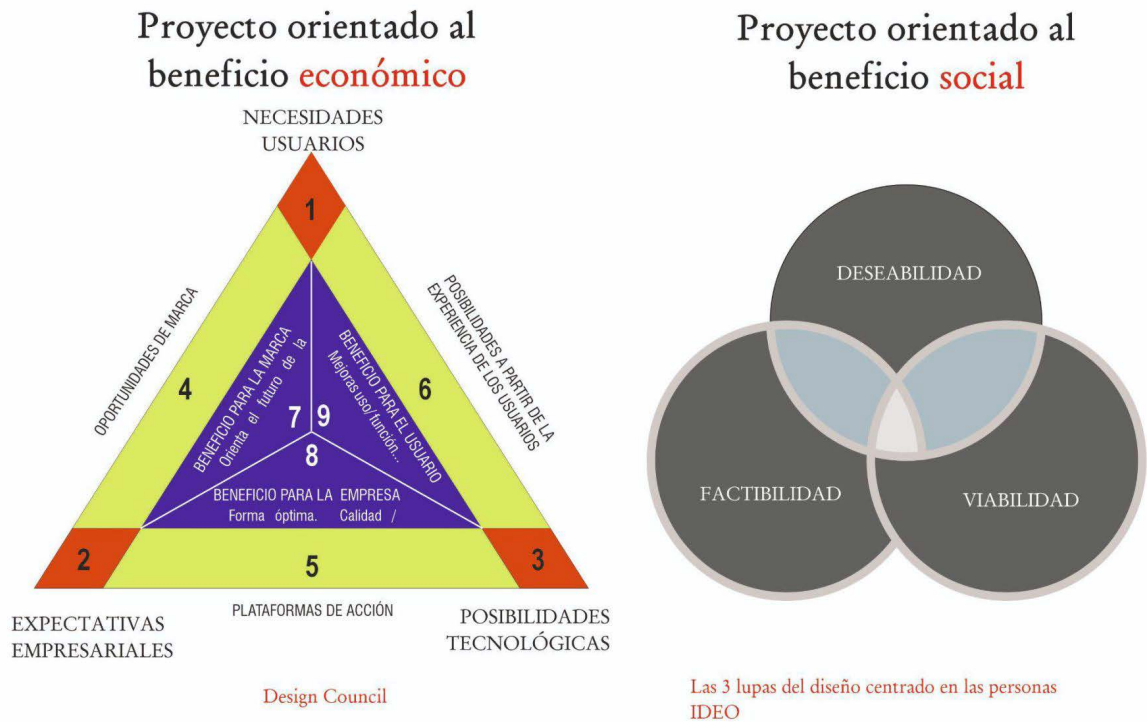 Proyecto orientado al
beneficio económico
NECESIDADES
USUARIOS
1
OPORTUNIDADES DE MARCA
4
POSIBILIDADES A PARTIR DE LA
EXPERIENCIA DE LOS USUARIOS
6
BENEFICIO PARA LA MARCA
Orienta el futuro de la
7
9
BENEFICIO PARA EL USUARIO
Mejoras uso/ función...
8
BENEFICIO PARA LA EMPRESA
Forma óptima. Calidad /
2
5
3
PLATAFORMAS DE ACCIÓN
EXPECTATIVAS
EMPRESARIALES
POSIBILIDADES
TECNOLÓGICAS
Design Council
Proyecto orientado al
beneficio social
DESEABILIDAD
FACTIBILIDAD
VIABILIDAD
Las 3 lupas del diseño centrado en las personas
IDEO